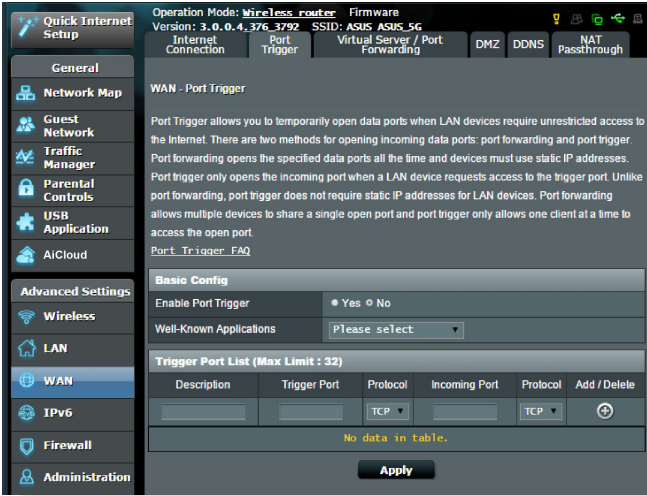 Quick Internet
Setup
Operation Mode: Wireless router Firmware
Version: 3.0.0.4.376_3792 SSID: ASUS ASUS_5G
Internet
Connection
Port
Trigger
Virtual Server / Port
Forwarding
DMZ
DDNS
NAT
Passthrough
General
Network Map
Guest
Network
Traffic
Manager
Parental
Controls
USB
Application
AiCloud
Advanced Settings
Wireless
LAN
WAN
IPv6
Firewall
Administration
WAN - Port Trigger
Port Trigger allows you to temporarily open data ports when LAN devices require unrestricted access to
the Internet. There are two methods for opening incoming data ports: port forwarding and port trigger.
Port forwarding opens the specified data ports all the time and devices must use static IP addresses.
Port trigger only opens the incoming port when a LAN device requests access to the trigger port. Unlike
port forwarding, port trigger does not require static IP addresses for LAN devices. Port forwarding
allows multiple devices to share a single open port and port trigger only allows one client at a time to
access the open port.
Port Trigger FAQ
Basic Config
Enable Port Trigger Yes No
Well-Known Applications Please select
Trigger Port List (Max Limit : 32)
Description Trigger Port Protocol Incoming Port Protocol Add / Delete
TCP TCP
No data in table.
Apply